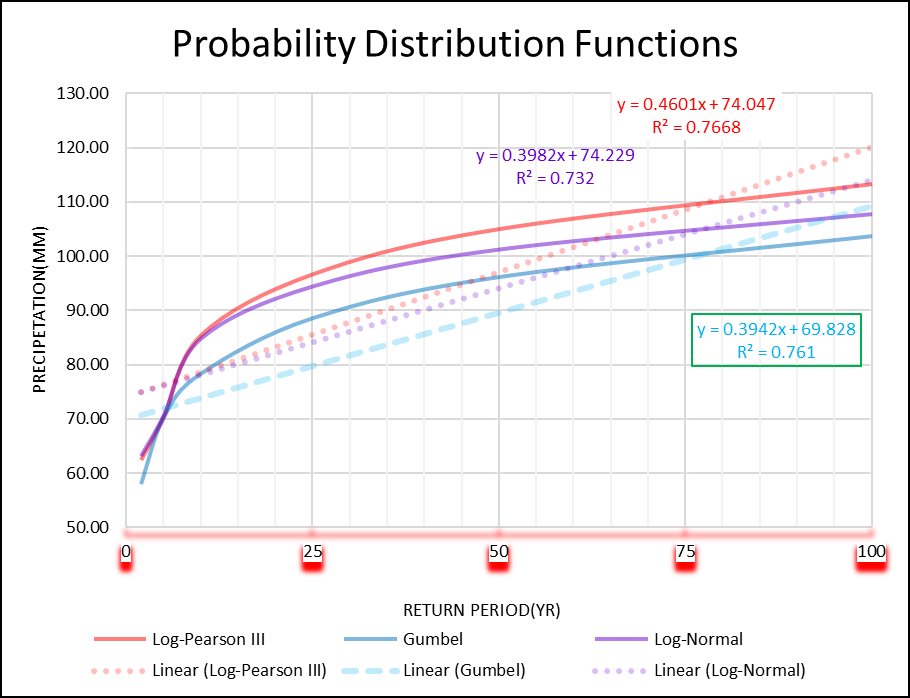 Probability Distribution Functions
130.00
120.00
110.00
100.00
90.00
80.00
70.00
60.00
50.00
PRECIPETATION(MM)
y = 0.4601x + 74.047
R² = 0.7668
y = 0.3982x + 74.229
R² = 0.732
y = 0.3942x + 69.828
R² = 0.761
0 25 50 75 100
RETURN PERIOD(YR)
Log-Pearson III Gumbel Log-Normal
Linear (Log-Pearson III) Linear (Gumbel) Linear (Log-Normal)